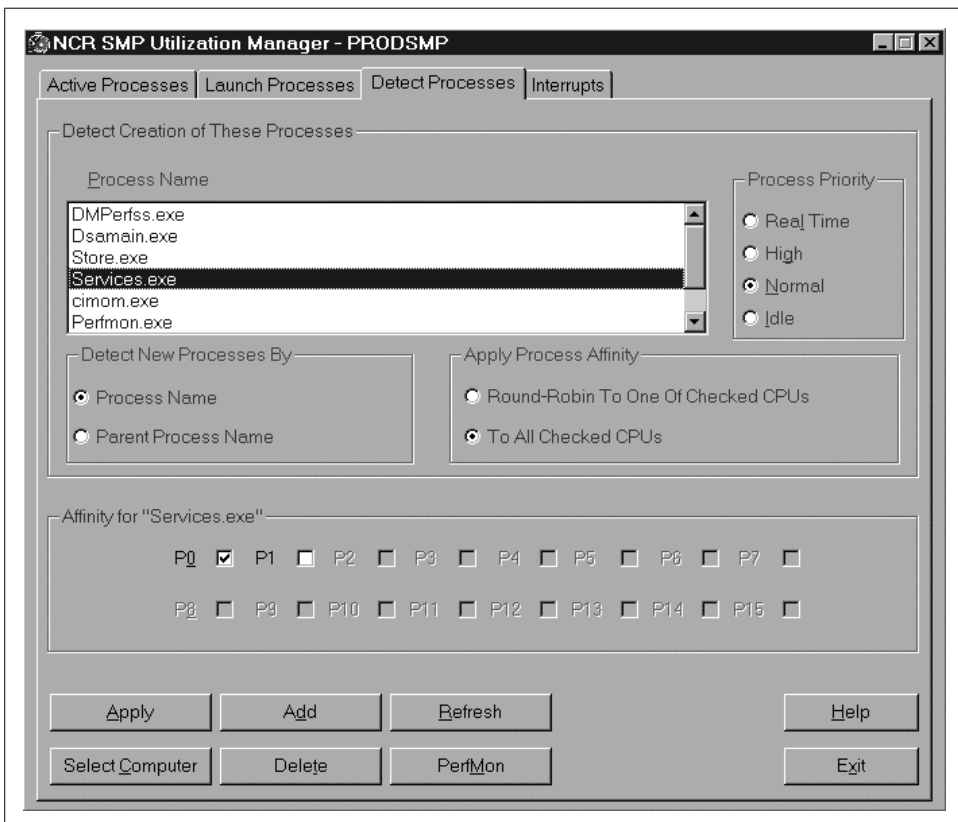 NCR SMP Utilization Manager - PRODSMP
Active Processes Launch Processes Detect Processes Interrupts
Detect Creation of These Processes
Process Name
DMPerfss.exe
Dsamain.exe
Store.exe
Services.exe
cimom.exe
Perfmon.exe
Process Priority
Real Time
High
Normal
Idle
Detect New Processes By
Process Name
Parent Process Name
Apply Process Affinity
Round-Robin To One Of Checked CPUs
To All Checked CPUs
Affinity for "Services.exe"
P0 P1 P2 P3 P4 P5 P6 P7
P8 P9 P10 P11 P12 P13 P14 P15
Apply Add Refresh Help
Select Computer Delete PerfMon Exit